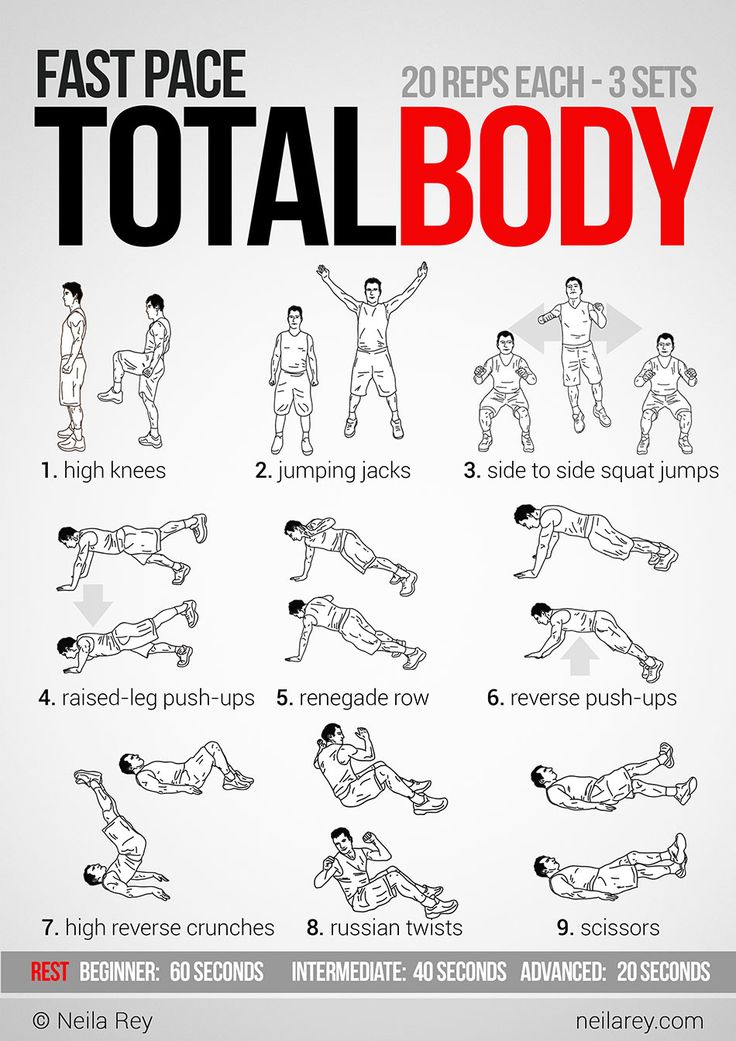 FAST PACE
20 REPS EACH - 3 SETS
TOTALBODY
1. high knees
2. jumping jacks
3. side to side squat jumps
4. raised-leg push-ups
5. renegade row
6. reverse push-ups
7. high reverse crunches
8. russian twists
9. scissors
REST BEGINNER: 60 SECONDS INTERMEDIATE: 40 SECONDS ADVANCED: 20 SECONDS
© Neila Rey
neilarey.com